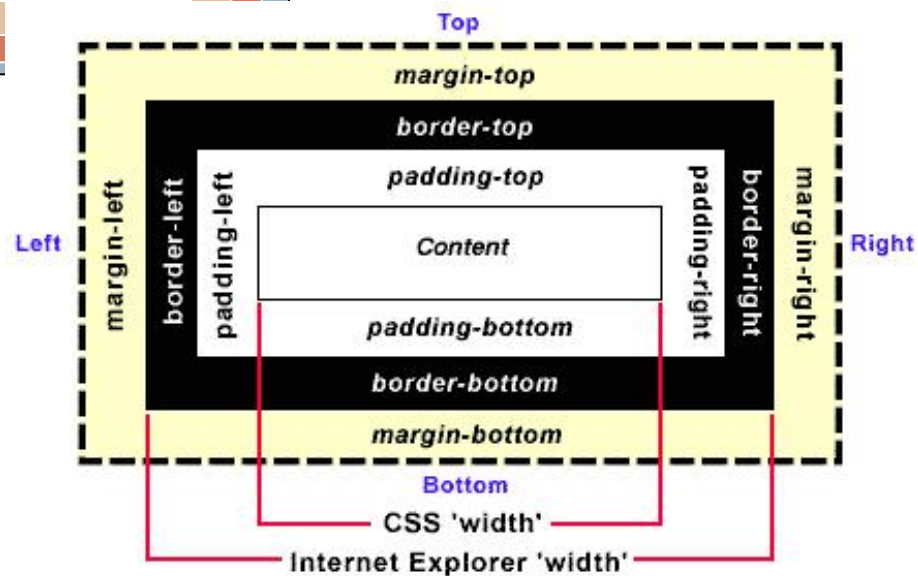 Top
margin-top
border-top
padding-top
Left
margin-left
border-left
padding-left
Content
padding-right
border-right
margin-right
Right
padding-bottom
border-bottom
margin-bottom
Bottom
CSS 'width'
Internet Explorer 'width'